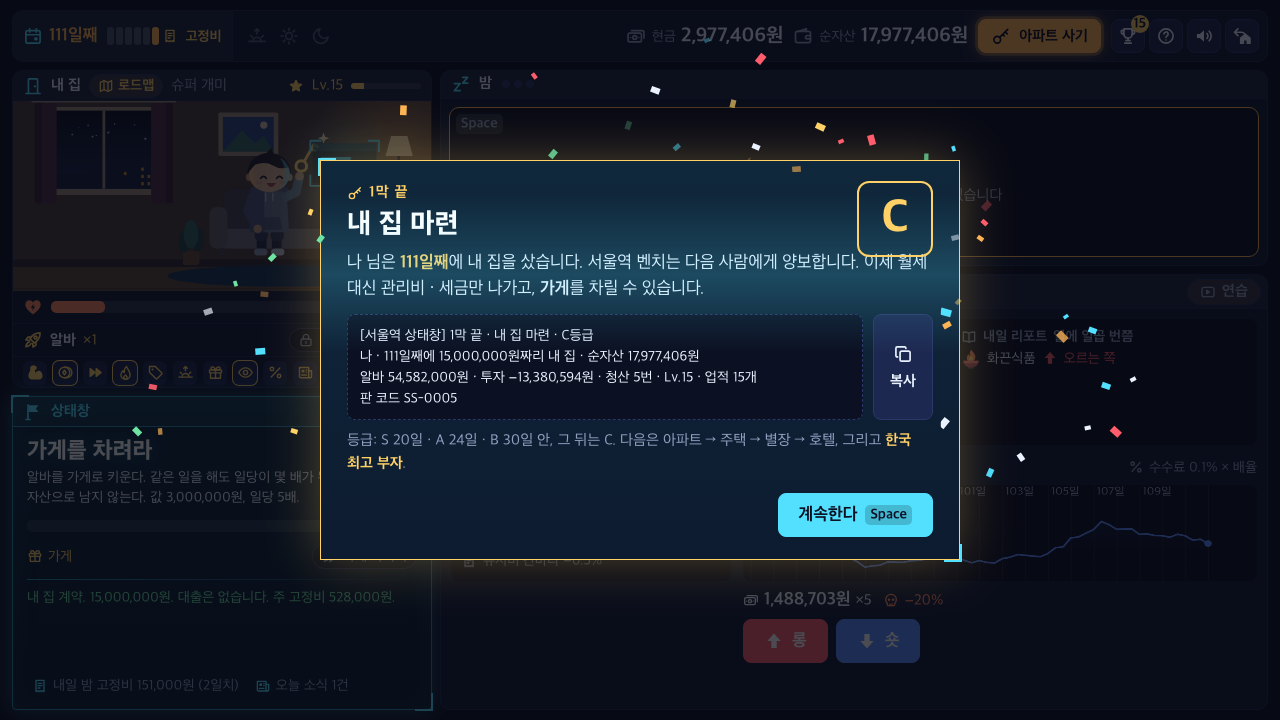 111일째
고정비
현금 2,977,406원
순자산 17,977,406원
아파트 사기
15
내 집
로드맵
슈퍼 개미
Lv.15
밤
Space
습니다
1막 끝
내 집 마련
C
나 님은 111일째에 내 집을 샀습니다. 서울역 벤치는 다음 사람에게 양보합니다. 이제 월세
대신 관리비 · 세금만 나가고, 가게를 차릴 수 있습니다.
[서울역 상태창] 1막 끝 · 내 집 마련 · C등급
나 · 111일째에 15,000,000원짜리 내 집 · 순자산 17,977,406원
알바 54,582,000원 · 투자 −13,380,594원 · 청산 5번 · Lv.15 · 업적 15개
판 코드 SS-0005
복사
등급: S 20일 · A 24일 · B 30일 안, 그 뒤는 C. 다음은 아파트 → 주택 → 별장 → 호텔, 그리고 한국
최고 부자.
계속한다 Space
알바 ×1
상태창
가게를 차려라
알바를 가게로 키운다. 같은 일을 해도 일당이 몇 배가
자산으로 남지 않는다. 값 3,000,000원, 일당 5배.
가게
내 집 계약. 15,000,000원. 대출은 없습니다. 주 고정비 528,000원.
내일 밤 고정비 151,000원 (2일치)
오늘 소식 1건
연습
내일 리포트 열에 일곱 번쯤
화끈식품 오르는 쪽
수수료 0.1% × 배율
101일 103일 105일 107일 109일
1,488,703원 ×5 −20%
롱
숏